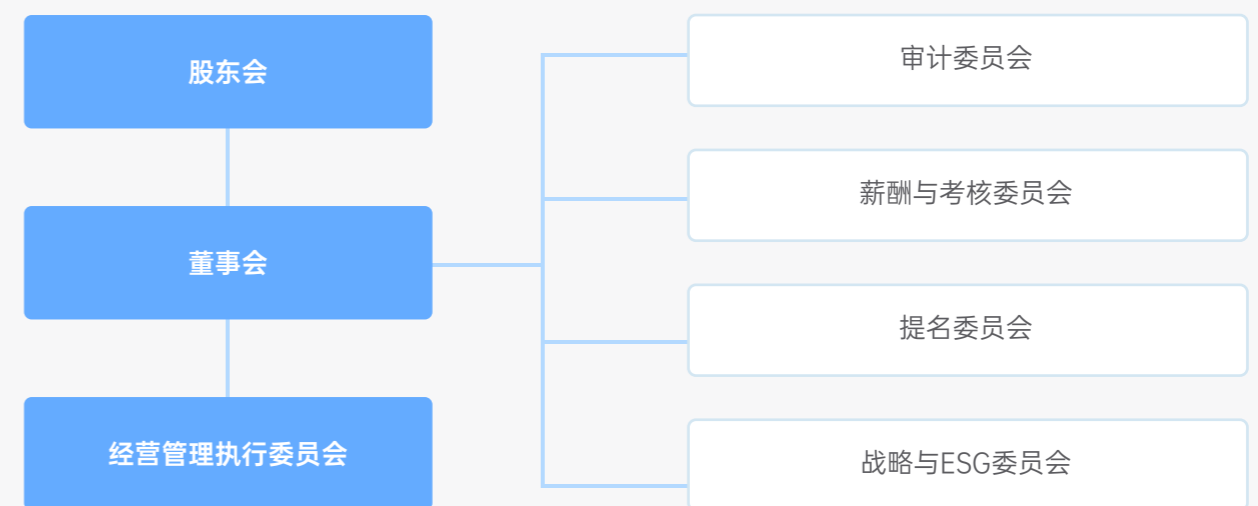 股东会
董事会
经营管理执行委员会
审计委员会
薪酬与考核委员会
提名委员会
战略与ESG委员会